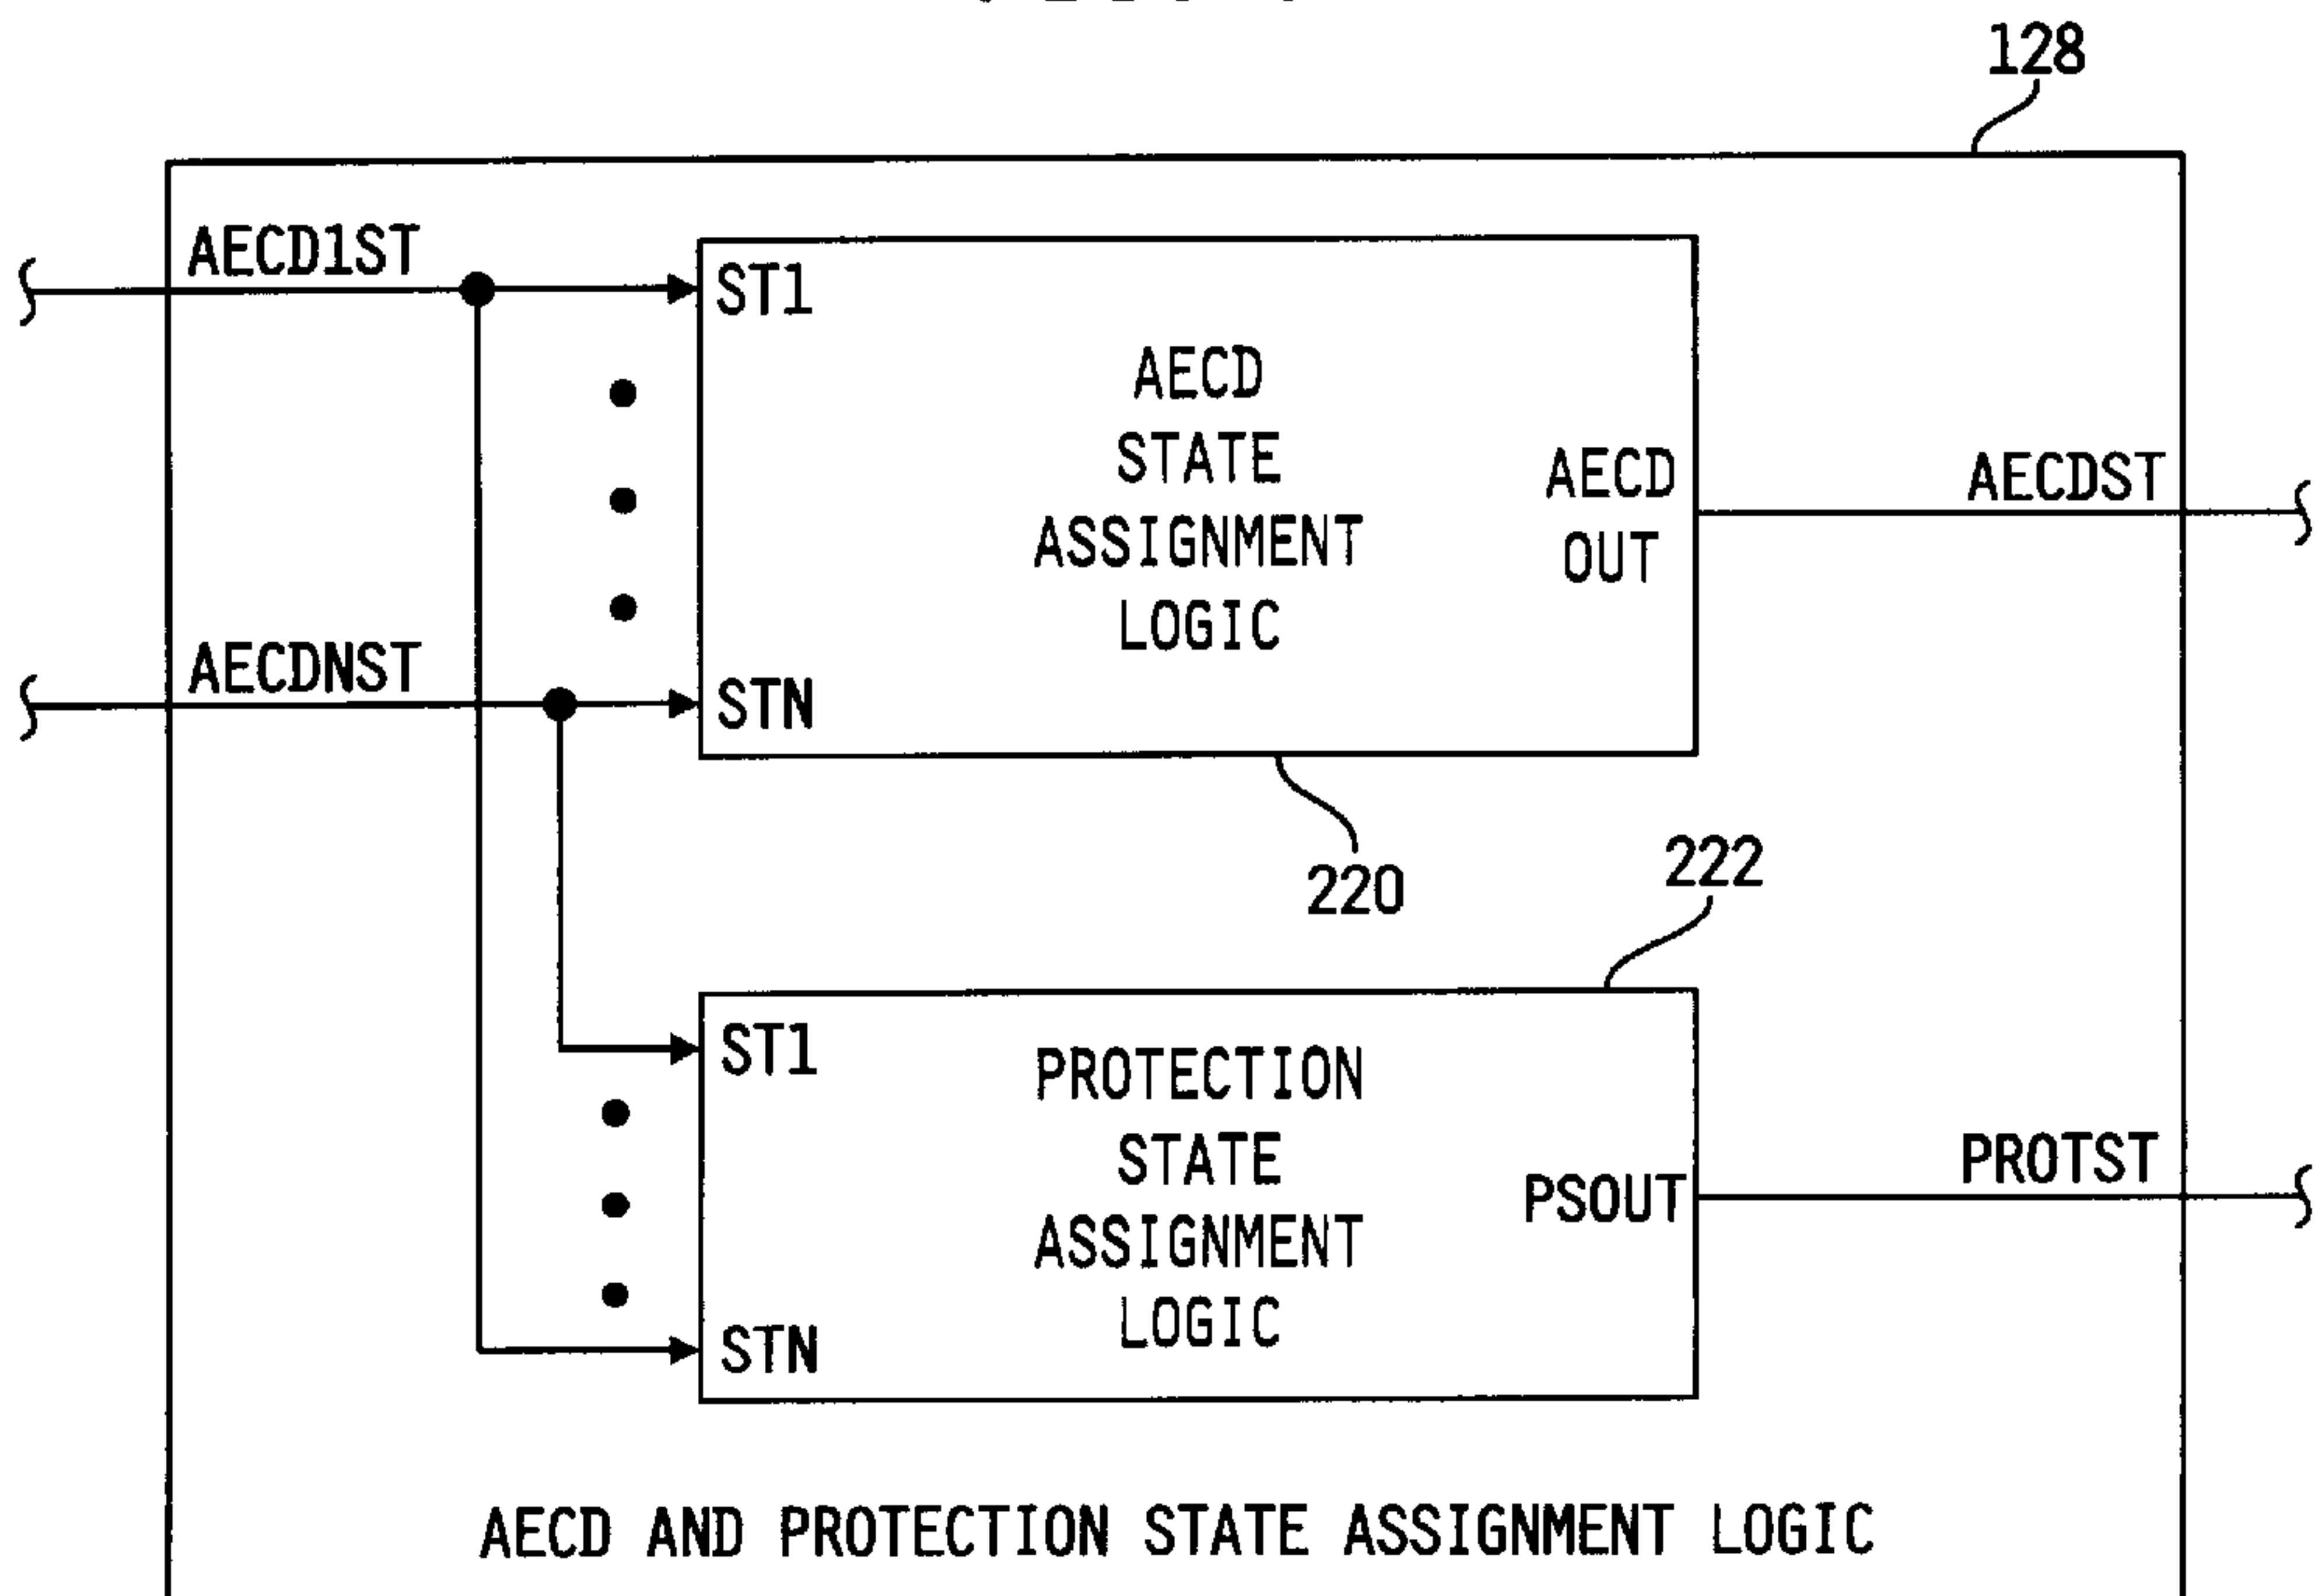 128
AECD1ST
ST1
AECD
STATE
ASSIGNMENT
LOGIC
AECD
OUT
AECDST
AECDNST
STN
220
222
ST1
PROTECTION
STATE
ASSIGNMENT
LOGIC
PSOUT
PROTST
STN
AECD AND PROTECTION STATE ASSIGNMENT LOGIC